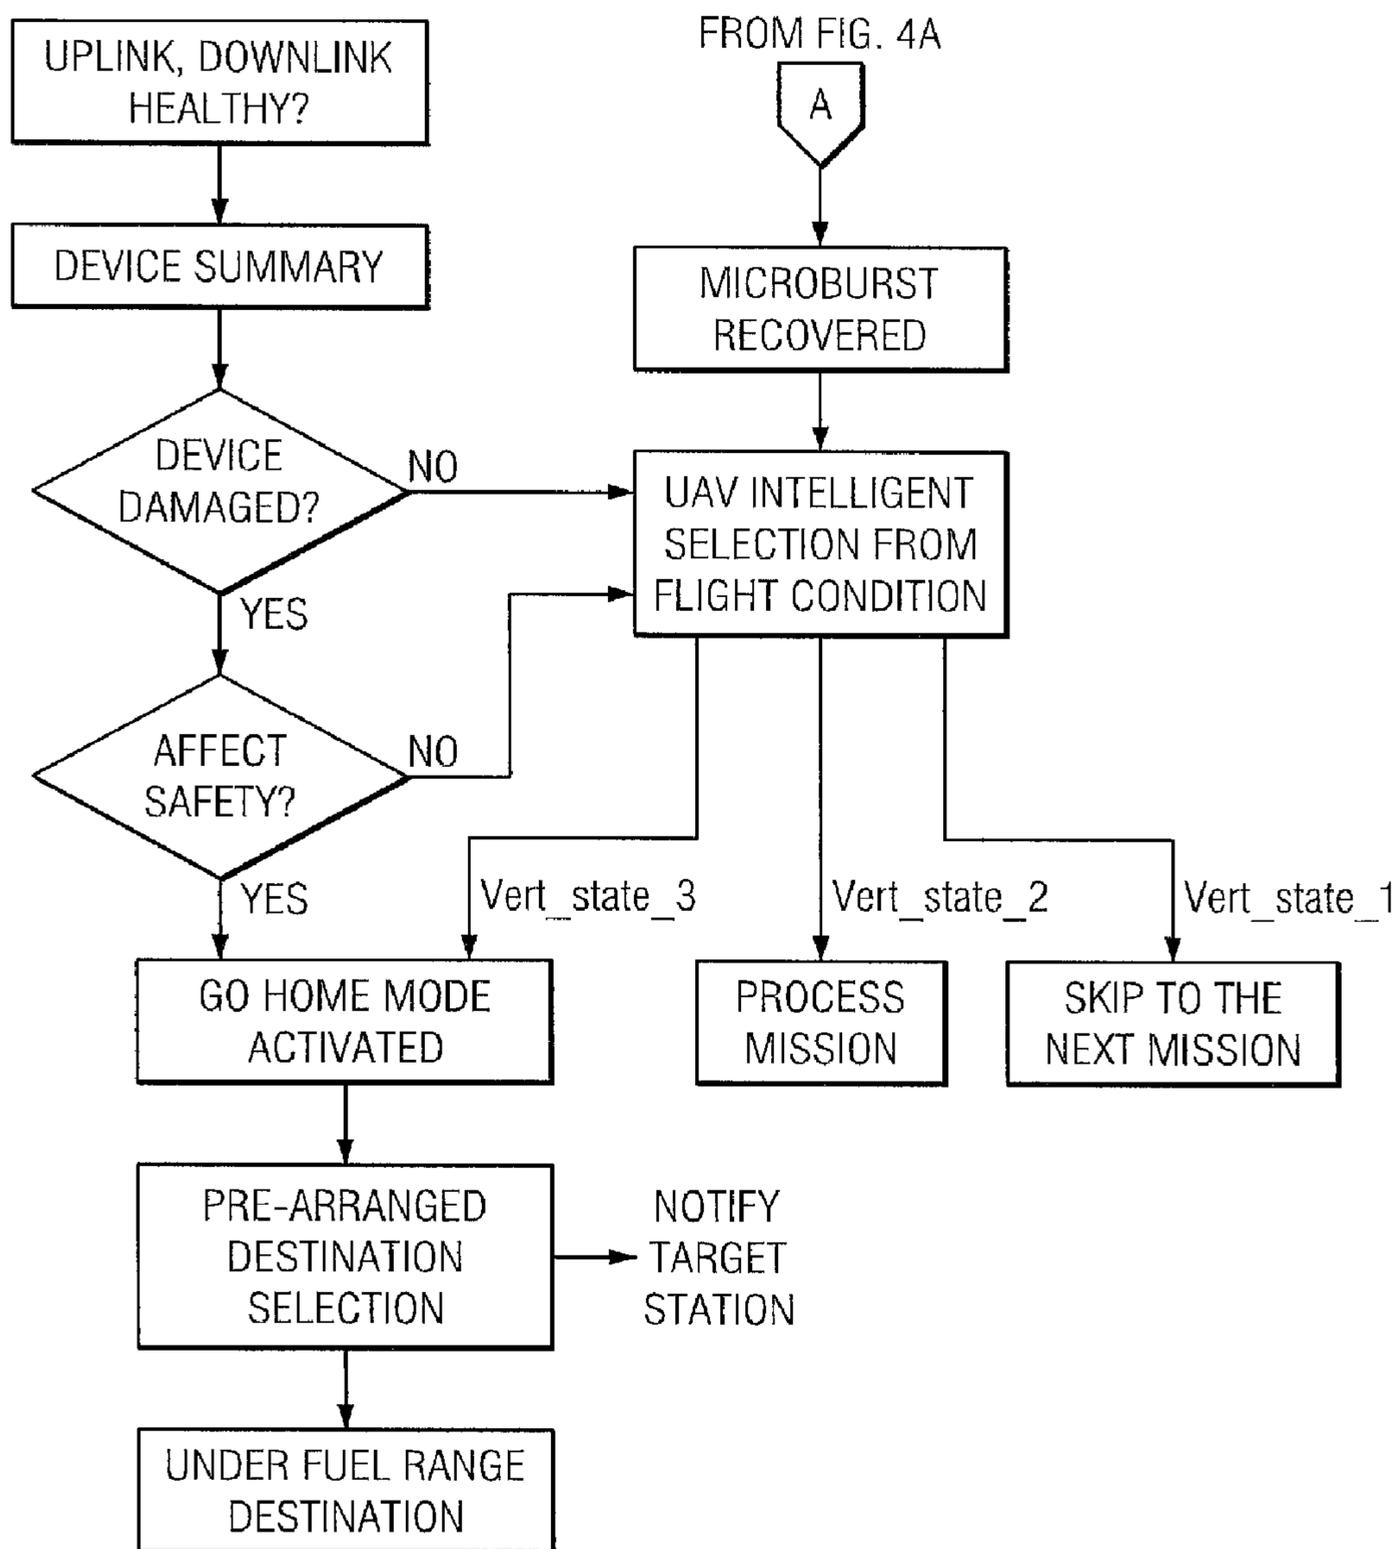 UPLINK, DOWNLINK
HEALTHY?
FROM FIG. 4A
A
DEVICE SUMMARY
MICROBURST
RECOVERED
DEVICE
DAMAGED?
NO
YES
UAV INTELLIGENT
SELECTION FROM
FLIGHT CONDITION
AFFECT
SAFETY?
NO
YES
Vert_state_3
Vert_state_2
Vert_state_1
GO HOME MODE
ACTIVATED
PROCESS
MISSION
SKIP TO THE
NEXT MISSION
PRE-ARRANGED
DESTINATION
SELECTION
NOTIFY
TARGET
STATION
UNDER FUEL RANGE
DESTINATION